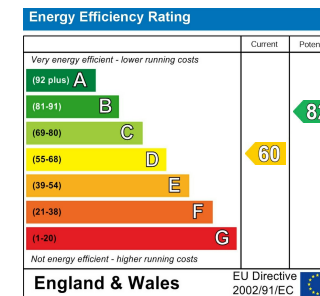 Energy Efficiency Rating
Current
Very energy efficient - lower running costs
(92 plus) A
(81-91) B
(69-80) C
(55-68) D
60
(39-54) E
(21-38) F
(1-20) G
Not energy efficient - higher running costs
England & Wales
EU Directive
2002/91/EC